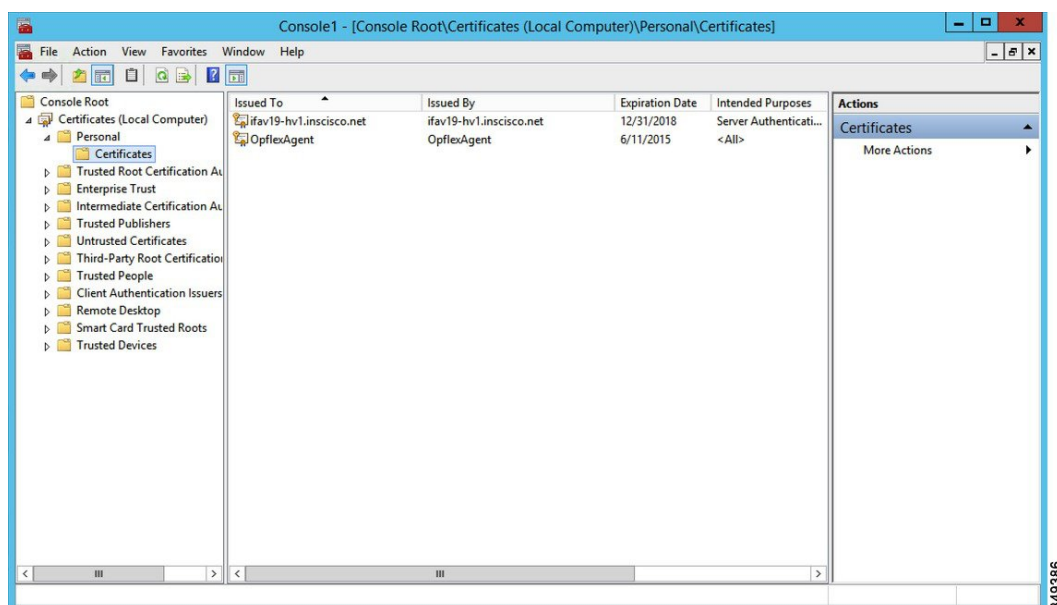 Console1 - [Console Root\Certificates (Local Computer)\Personal\Certificates]
File Action View Favorites Window Help
Console Root
Certificates (Local Computer)
Personal
Certificates
Trusted Root Certification Au
Enterprise Trust
Intermediate Certification Au
Trusted Publishers
Untrusted Certificates
Third-Party Root Certification
Trusted People
Client Authentication Issuers
Remote Desktop
Smart Card Trusted Roots
Trusted Devices
Issued To Issued By Expiration Date Intended Purposes
ifav19-hv1.inscisco.net ifav19-hv1.inscisco.net 12/31/2018 Server Authenticati...
OpflexAgent OpflexAgent 6/11/2015 <All>
Actions
Certificates
More Actions